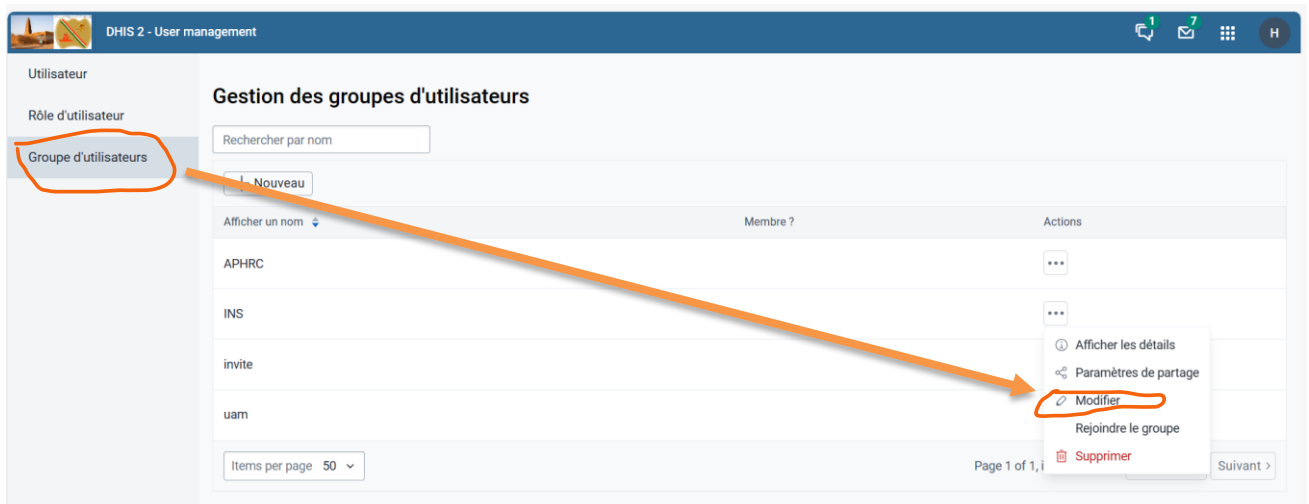 DHIS 2 - User management
1
7
H
Utilisateur
Rôle d'utilisateur
Groupe d'utilisateurs
Gestion des groupes d'utilisateurs
Rechercher par nom
Nouveau
Afficher un nom
Membre ?
Actions
APHRC
INS
invite
uam
Afficher les détails
Paramètres de partage
Modifier
Rejoindre le groupe
Supprimer
Items per page 50
Page 1 of 1,
Suivant >